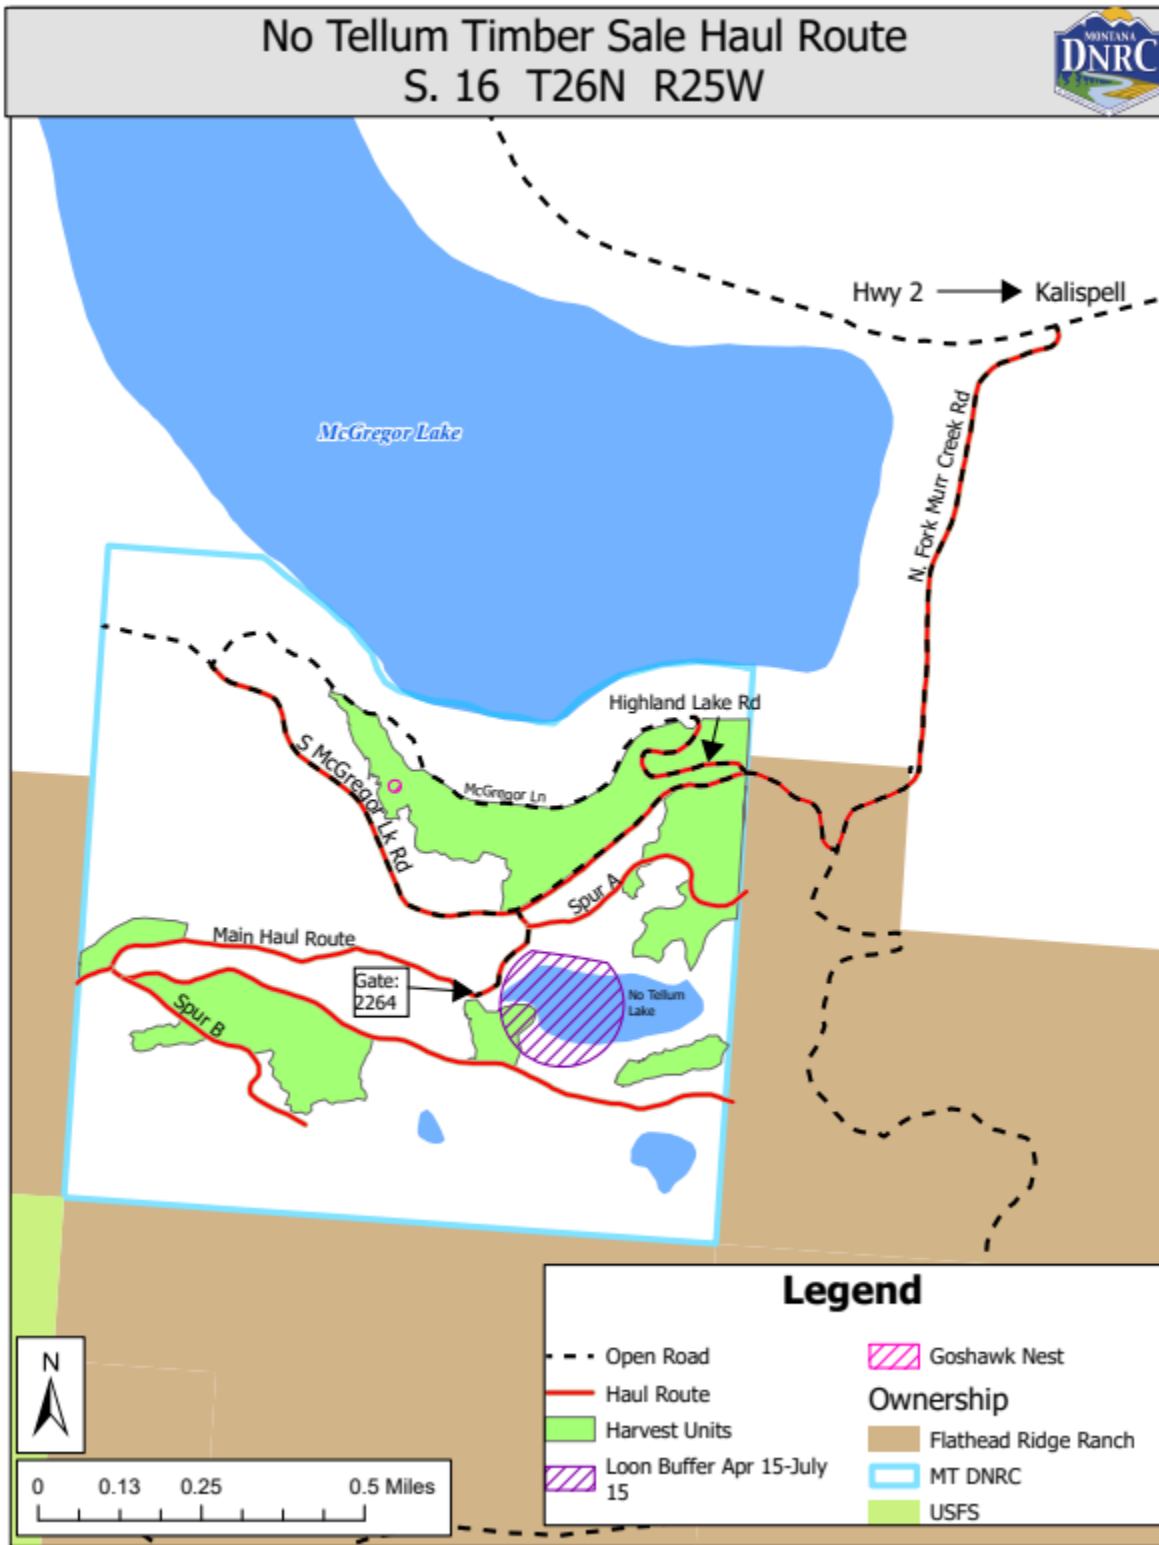 No Tellum Timber Sale Haul Route
S. 16 T26N R25W
MONTANA
DNRC
Hwy 2
Kalispell
N. Fork Murr Creek Rd
McGregor Lake
Highland Lake Rd
S McGregor Lk Rd
McGregor Ln
Spur A
Main Haul Route
Gate:
2264
No Tellum
Lake
Spur B
Legend
Open Road
Haul Route
Harvest Units
Loon Buffer Apr 15-July
15
Goshawk Nest
Ownership
Flathead Ridge Ranch
MT DNRC
USFS
N
0 0.13 0.25 0.5 Miles